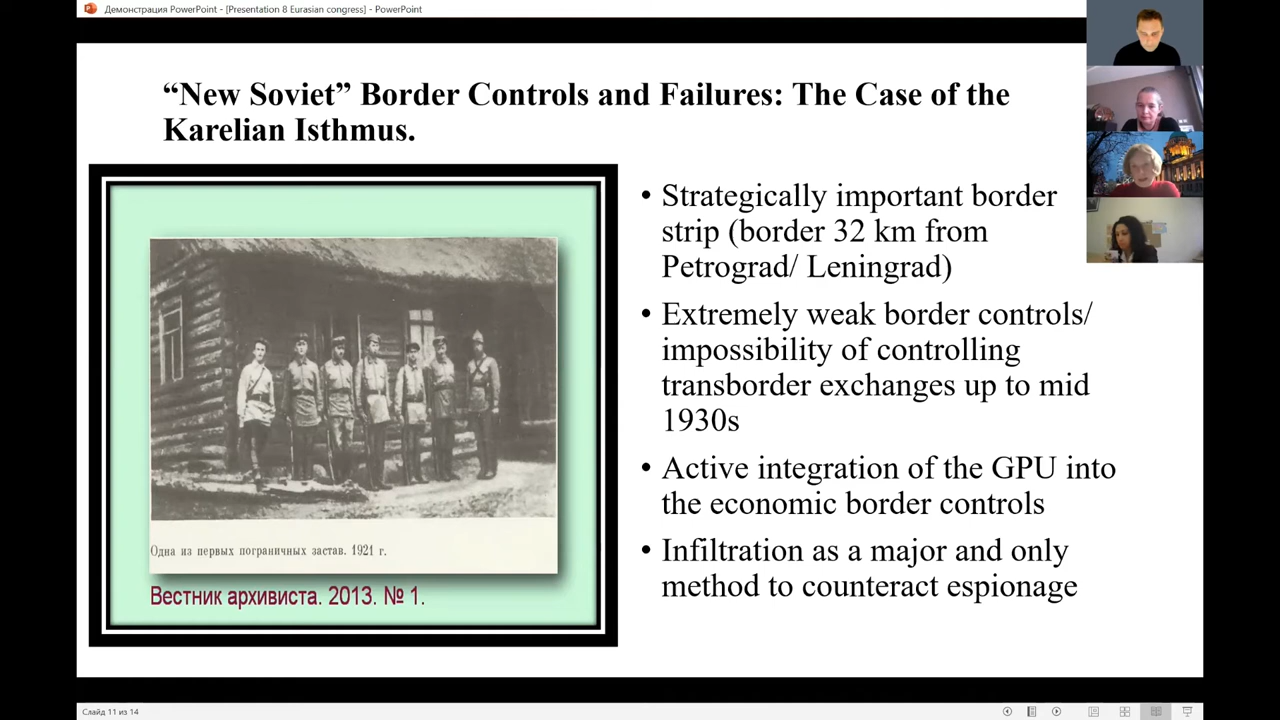 Демонстрация PowerPoint - [Presentation 8 Eurasian congress] - PowerPoint
“New Soviet” Border Controls and Failures: The Case of the
Karelian Isthmus.
Одна из первых пограничных застав. 1921 г.
Вестник архивиста. 2013. № 1.
• Strategically important border
strip (border 32 km from
Petrograd/ Leningrad)
• Extremely weak border controls/
impossibility of controlling
transborder exchanges up to mid
1930s
• Active integration of the GPU into
the economic border controls
• Infiltration as a major and only
method to counteract espionage
Слайд 11 из 14